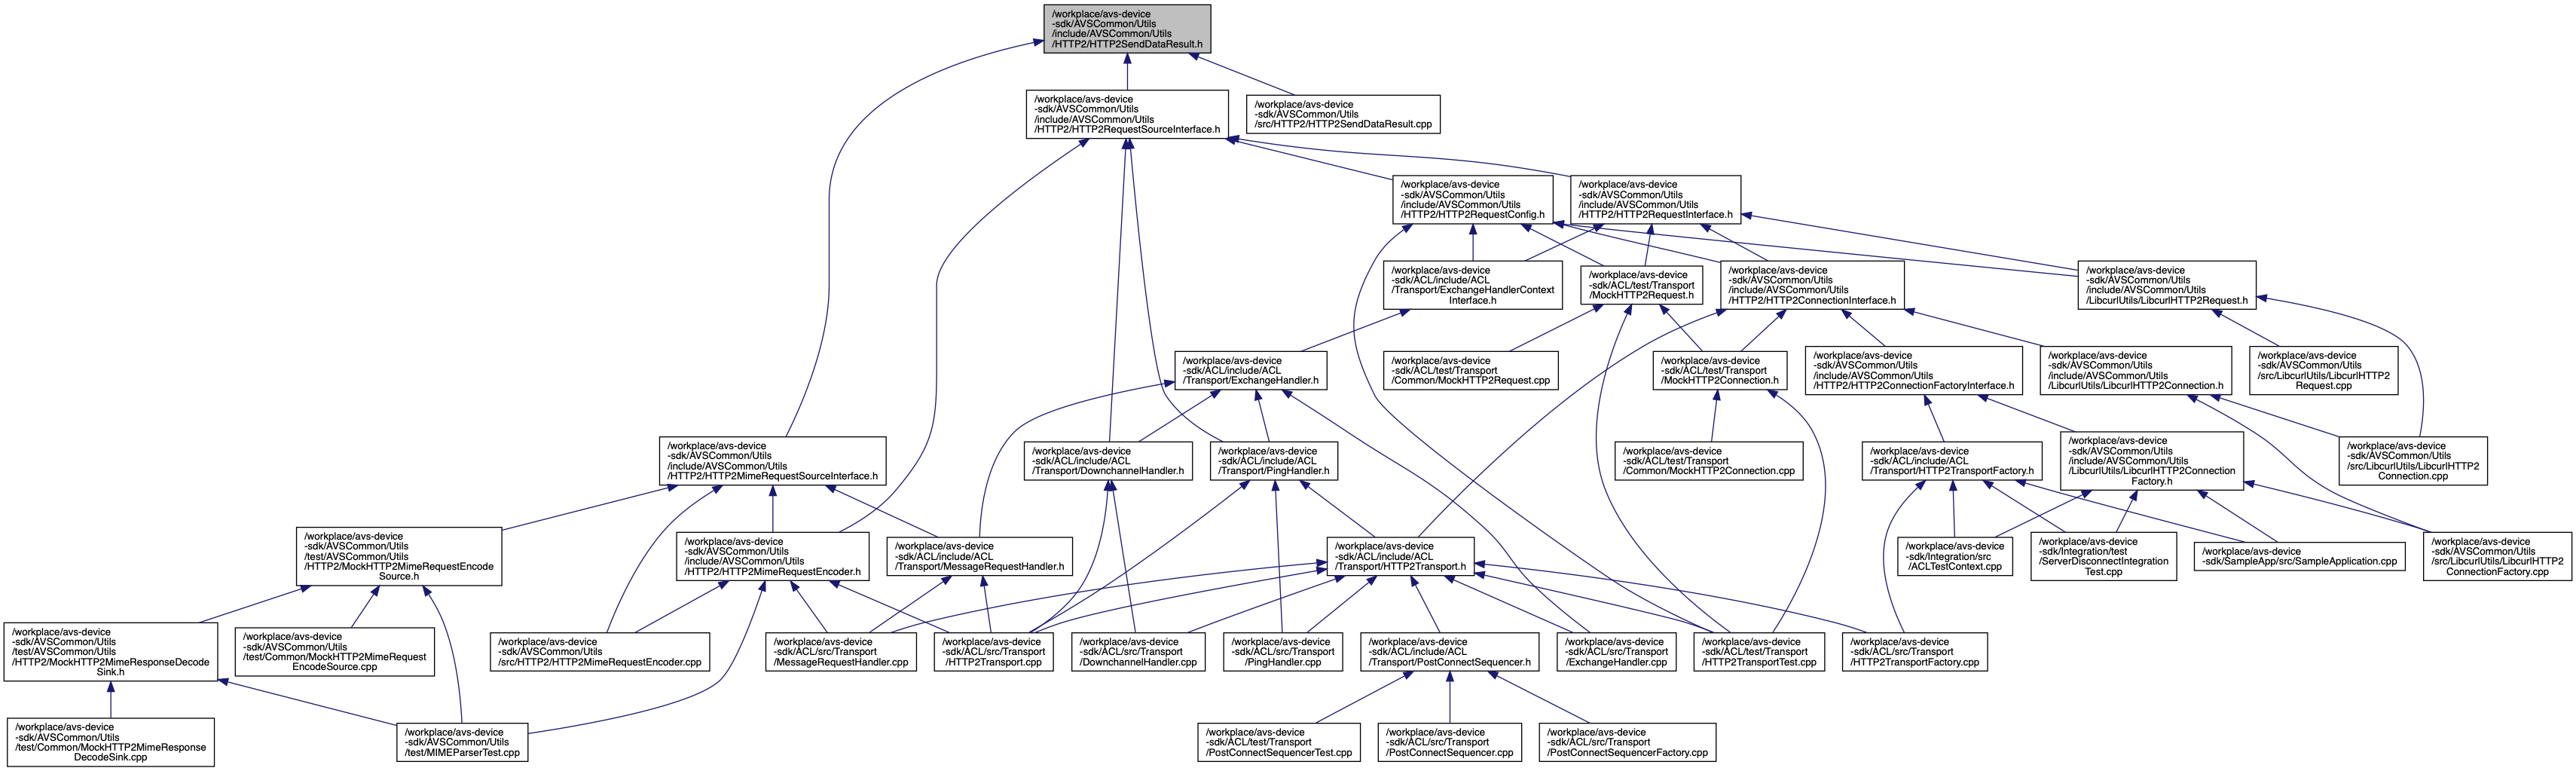 /workplace/avs-device
-sdk/AVSCommon/Utils
/include/AVSCommon/Utils
/HTTP2/HTTP2SendDataResult.h
/workplace/avs-device
-sdk/AVSCommon/Utils
/include/AVSCommon/Utils
/HTTP2/HTTP2RequestSourceInterface.h
/workplace/avs-device
-sdk/AVSCommon/Utils
/src/HTTP2/HTTP2SendDataResult.cpp
/workplace/avs-device
-sdk/AVSCommon/Utils
/include/AVSCommon/Utils
/HTTP2/HTTP2RequestConfig.h
/workplace/avs-device
-sdk/AVSCommon/Utils
/include/AVSCommon/Utils
/HTTP2/HTTP2RequestInterface.h
/workplace/avs-device
-sdk/ACL/include/ACL
/Transport/ExchangeHandlerContext
Interface.h
/workplace/avs-device
-sdk/ACL/test/Transport
/MockHTTP2Request.h
/workplace/avs-device
-sdk/AVSCommon/Utils
/include/AVSCommon/Utils
/HTTP2/HTTP2ConnectionInterface.h
/workplace/avs-device
-sdk/AVSCommon/Utils
/include/AVSCommon/Utils
/LibcurlUtils/LibcurlHTTP2Request.h
/workplace/avs-device
-sdk/ACL/include/ACL
/Transport/ExchangeHandler.h
/workplace/avs-device
-sdk/ACL/test/Transport
/Common/MockHTTP2Request.cpp
/workplace/avs-device
-sdk/ACL/test/Transport
/MockHTTP2Connection.h
/workplace/avs-device
-sdk/AVSCommon/Utils
/include/AVSCommon/Utils
/HTTP2/HTTP2ConnectionFactoryInterface.h
/workplace/avs-device
-sdk/AVSCommon/Utils
/include/AVSCommon/Utils
/LibcurlUtils/LibcurlHTTP2Connection.h
/workplace/avs-device
-sdk/AVSCommon/Utils
/src/LibcurlUtils/LibcurlHTTP2
Request.cpp
/workplace/avs-device
-sdk/AVSCommon/Utils
/include/AVSCommon/Utils
/HTTP2/HTTP2MimeRequestSourceInterface.h
/workplace/avs-device
-sdk/ACL/include/ACL
/Transport/DownchannelHandler.h
/workplace/avs-device
-sdk/ACL/include/ACL
/Transport/PingHandler.h
/workplace/avs-device
-sdk/ACL/test/Transport
/Common/MockHTTP2Connection.cpp
/workplace/avs-device
-sdk/ACL/include/ACL
/Transport/HTTP2TransportFactory.h
/workplace/avs-device
-sdk/AVSCommon/Utils
/include/AVSCommon/Utils
/LibcurlUtils/LibcurlHTTP2Connection
Factory.h
/workplace/avs-device
-sdk/AVSCommon/Utils
/src/LibcurlUtils/LibcurlHTTP2
Connection.cpp
/workplace/avs-device
-sdk/AVSCommon/Utils
/test/AVSCommon/Utils
/HTTP2/MockHTTP2MimeRequestEncode
Source.h
/workplace/avs-device
-sdk/AVSCommon/Utils
/include/AVSCommon/Utils
/HTTP2/HTTP2MimeRequestEncoder.h
/workplace/avs-device
-sdk/ACL/include/ACL
/Transport/MessageRequestHandler.h
/workplace/avs-device
-sdk/ACL/include/ACL
/Transport/HTTP2Transport.h
/workplace/avs-device
-sdk/Integration/src
/ACLTestContext.cpp
/workplace/avs-device
-sdk/Integration/test
/ServerDisconnectIntegration
Test.cpp
/workplace/avs-device
-sdk/SampleApp/src/SampleApplication.cpp
/workplace/avs-device
-sdk/AVSCommon/Utils
/src/LibcurlUtils/LibcurlHTTP2
ConnectionFactory.cpp
/workplace/avs-device
-sdk/AVSCommon/Utils
/test/AVSCommon/Utils
/HTTP2/MockHTTP2MimeResponseDecode
Sink.h
/workplace/avs-device
-sdk/AVSCommon/Utils
/test/Common/MockHTTP2MimeRequest
EncodeSource.cpp
/workplace/avs-device
-sdk/AVSCommon/Utils
/src/HTTP2/HTTP2MimeRequestEncoder.cpp
/workplace/avs-device
-sdk/ACL/src/Transport
/MessageRequestHandler.cpp
/workplace/avs-device
-sdk/ACL/src/Transport
/HTTP2Transport.cpp
/workplace/avs-device
-sdk/ACL/src/Transport
/DownchannelHandler.cpp
/workplace/avs-device
-sdk/ACL/src/Transport
/PingHandler.cpp
/workplace/avs-device
-sdk/ACL/include/ACL
/Transport/PostConnectSequencer.h
/workplace/avs-device
-sdk/ACL/src/Transport
/ExchangeHandler.cpp
/workplace/avs-device
-sdk/ACL/test/Transport
/HTTP2TransportTest.cpp
/workplace/avs-device
-sdk/ACL/src/Transport
/HTTP2TransportFactory.cpp
/workplace/avs-device
-sdk/AVSCommon/Utils
/test/Common/MockHTTP2MimeResponse
DecodeSink.cpp
/workplace/avs-device
-sdk/AVSCommon/Utils
/test/MIMEParserTest.cpp
/workplace/avs-device
-sdk/ACL/test/Transport
/PostConnectSequencerTest.cpp
/workplace/avs-device
-sdk/ACL/src/Transport
/PostConnectSequencer.cpp
/workplace/avs-device
-sdk/ACL/src/Transport
/PostConnectSequencerFactory.cpp